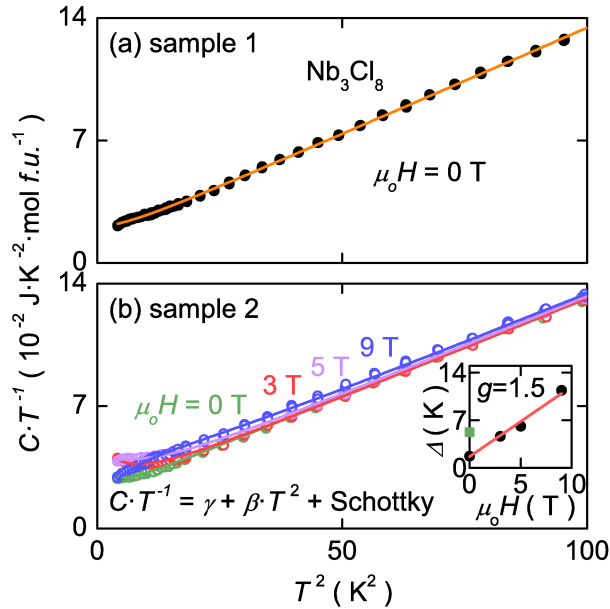 14
(a) sample 1
Nb₃Cl₈
7
μₒH = 0 T
0
C·T⁻¹ ( 10⁻² J·K⁻²·mol f.u.⁻¹ )
14
(b) sample 2
9 T
5 T
3 T
μₒH = 0 T
7
14
g=1.5
Δ ( K )
7
0
0 5 10
μₒH ( T )
C·T⁻¹ = γ + β·T² + Schottky
0
0 50 100
T² ( K² )